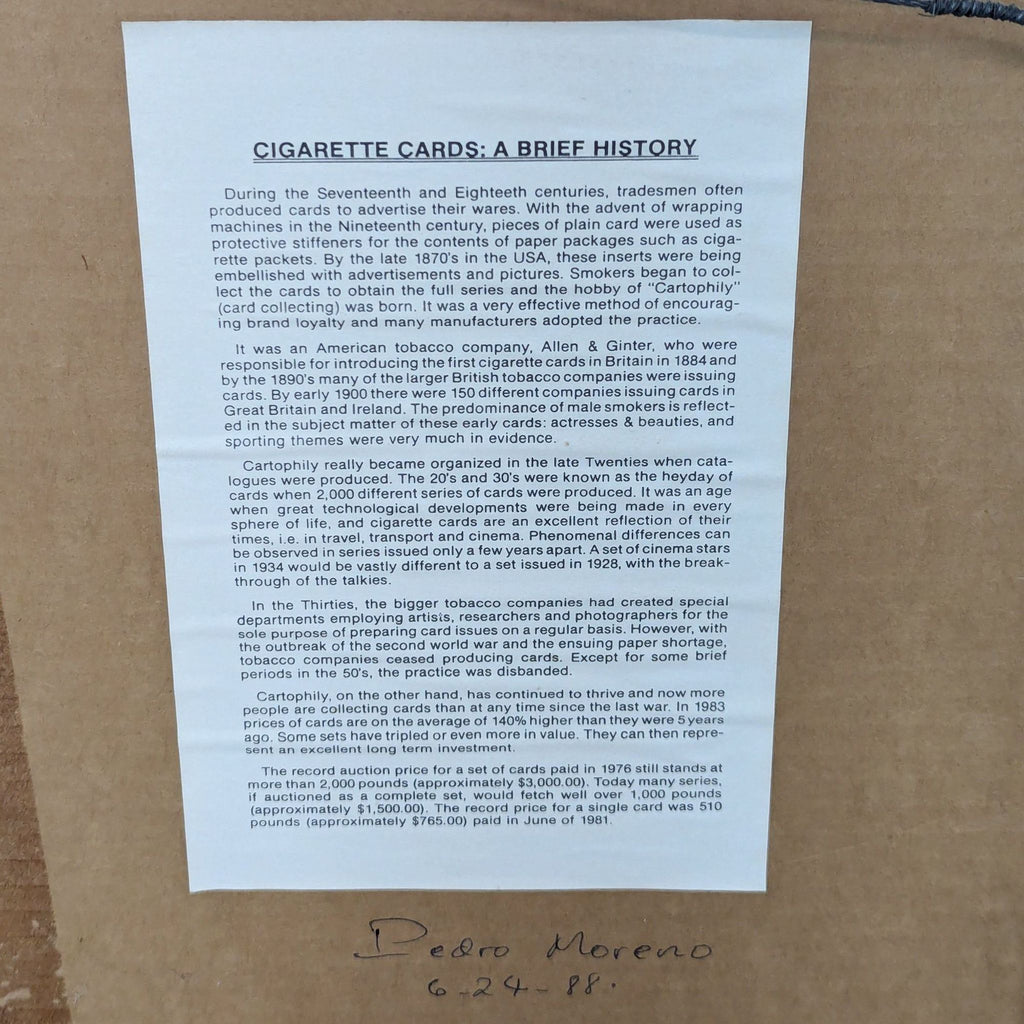 CIGARETTE CARDS: A BRIEF HISTORY
During the Seventeenth and Eighteeth centuries, tradesmen often
produced cards to advertise their wares. With the advent of wrapping
machines in the Nineteenth century, pieces of plain card were used as
protective stiffeners for the contents of paper packages such as ciga-
rette packets. By the late 1870's in the USA, these inserts were being
embellished with advertisements and pictures. Smokers began to col-
lect the cards to obtain the full series and the hobby of "Cartophily"
(card collecting) was born. It was a very effective method of encourag-
ing brand loyalty and many manufacturers adopted the practice.
It was an American tobacco company, Allen & Ginter, who were
responsible for introducing the first cigarette cards in Britain in 1884 and
by the 1890's many of the larger British tobacco companies were issuing
cards. By early 1900 there were 150 different companies issuing cards in
Great Britain and Ireland. The predominance of male smokers is reflect-
ed in the subject matter of these early cards: actresses & beauties, and
sporting themes were very much in evidence.
Cartophily really became organized in the late Twenties when cata-
logues were produced. The 20's and 30's were known as the heyday of
cards when 2,000 different series of cards were produced. It was an age
when great technological developments were being made in every
sphere of life, and cigarette cards are an excellent reflection of their
times, i.e. in travel, transport and cinema. Phenomenal differences can
be observed in series issued only a few years apart. A set of cinema stars
in 1934 would be vastly different to a set issued in 1928, with the break-
through of the talkies.
In the Thirties, the bigger tobacco companies had created special
departments employing artists, researchers and photographers for the
sole purpose of preparing card issues on a regular basis. However, with
the outbreak of the second world war and the ensuing paper shortage,
tobacco companies ceased producing cards. Except for some brief
periods in the 50's, the practice was disbanded.
Cartophily, on the other hand, has continued to thrive and now more
people are collecting cards than at any time since the last war. In 1983
prices of cards are on the average of 140% higher than they were 5 years
ago. Some sets have tripled or even more in value. They can then repre-
sent an excellent long term investment.
The record auction price for a set of cards paid in 1976 still stands at
more than 2,000 pounds (approximately $3,000.00). Today many series,
if auctioned as a complete set, would fetch well over 1,000 pounds
(approximately $1,500.00). The record price for a single card was 510
pounds (approximately $765.00) paid in June of 1981.
Pedro Moreno
6-24-88.